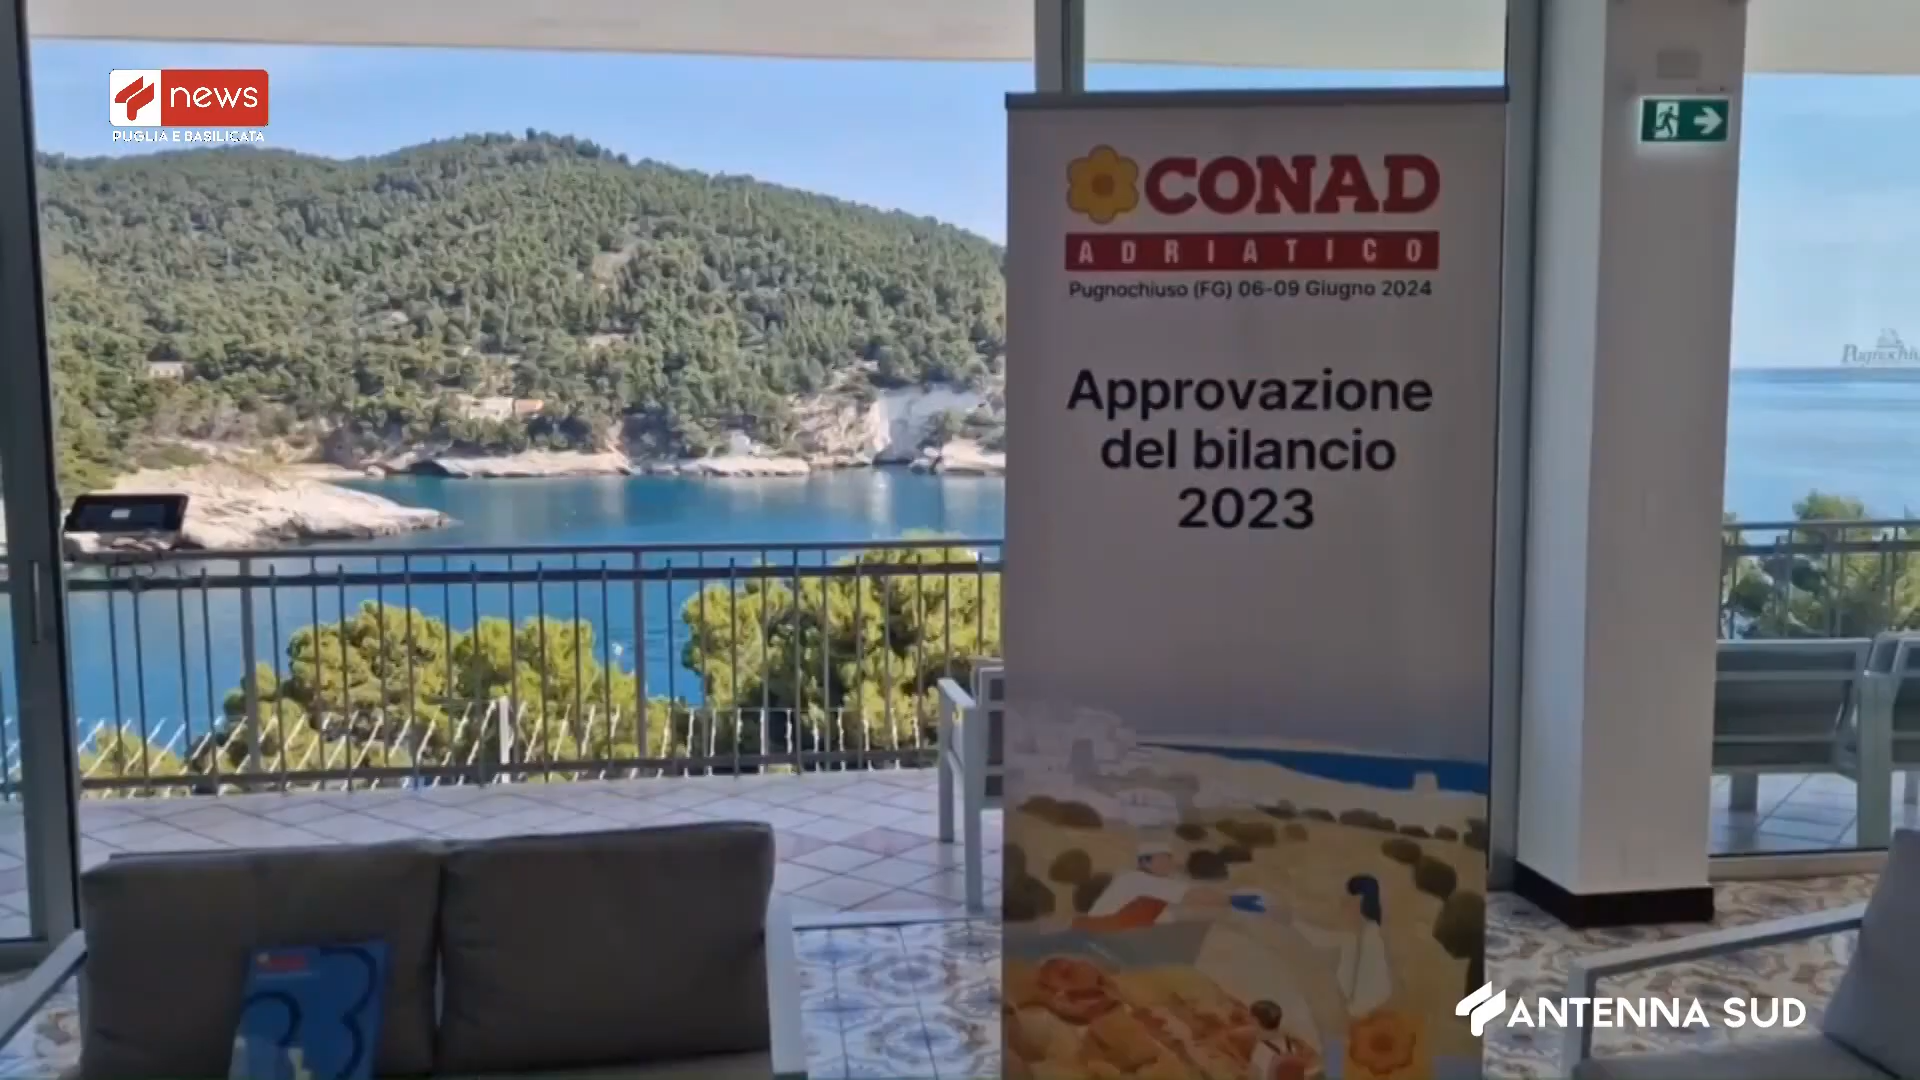 news
PUGLIA E BASILICATA
CONAD
ADRIATICO
Pugnochiuso (FG) 06-09 Giugno 2024
Approvazione
del bilancio
2023
ANTENNA SUD